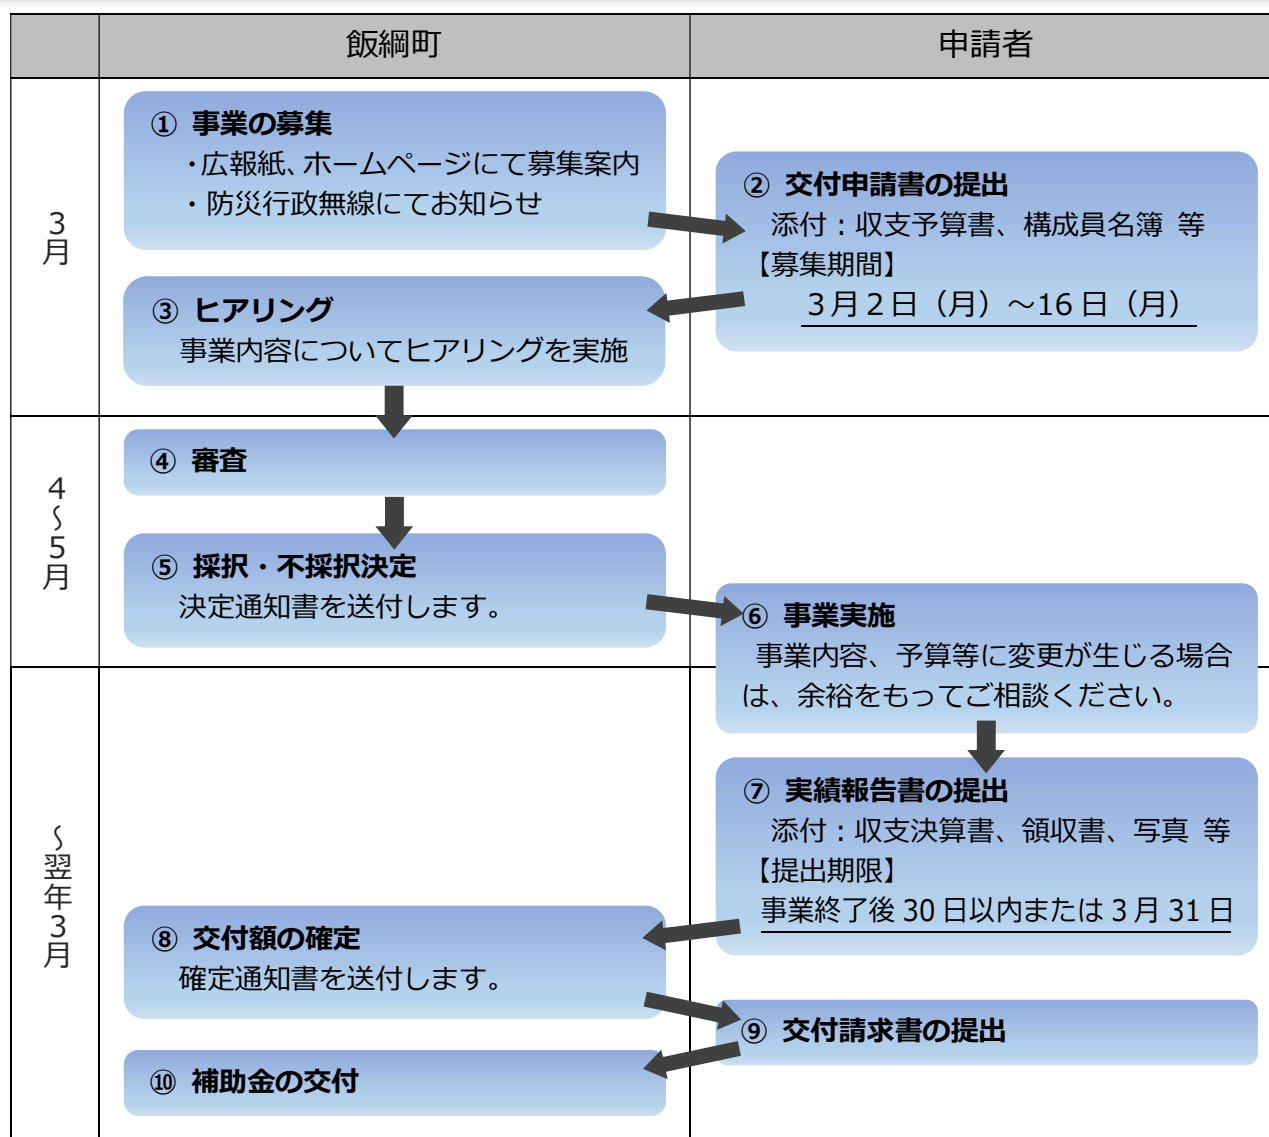 飯綱町
申請者
3月
① 事業の募集
・広報紙、ホームページにて募集案内
・防災行政無線にてお知らせ
② 交付申請書の提出
添付：収支予算書、構成員名簿 等
【募集期間】
３月２日（月）～16日（月）
③ ヒアリング
事業内容についてヒアリングを実施
4～5月
④ 審査
⑤ 採択・不採択決定
決定通知書を送付します。
⑥ 事業実施
事業内容、予算等に変更が生じる場合
は、余裕をもってご相談ください。
～翌年3月
⑦ 実績報告書の提出
添付：収支決算書、領収書、写真 等
【提出期限】
事業終了後 30 日以内または 3 月 31 日
⑧ 交付額の確定
確定通知書を送付します。
⑨ 交付請求書の提出
⑩ 補助金の交付